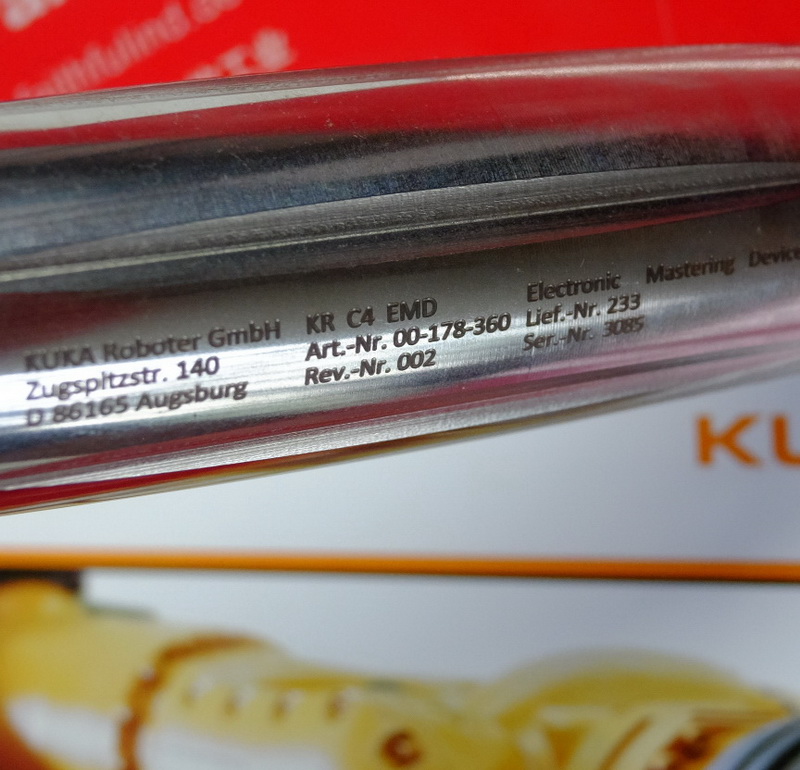 faithfulind.
KUKA Roboter GmbH
Zugspitzstr. 140
D 86165 Augsburg
KR C4 EMD
Art.-Nr. 00-178-360
Rev.-Nr. 002
Electronic Mastering Device
Lief.-Nr. 233
Ser.-Nr. 3085
KU